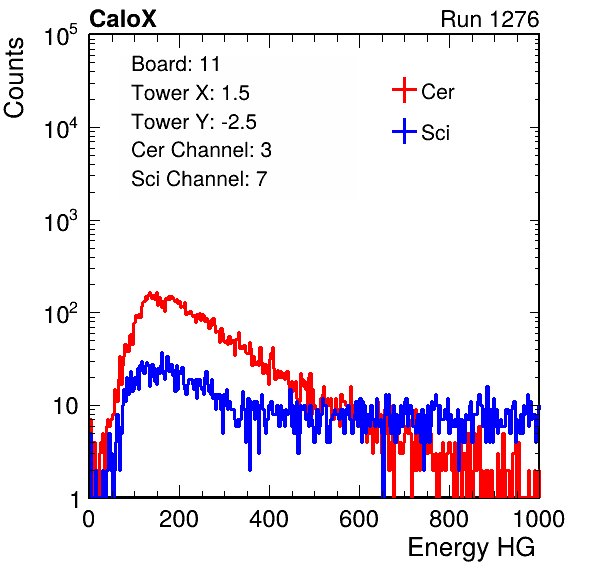 CaloX Run 1276
Counts
Board: 11
Tower X: 1.5
Tower Y: -2.5
Cer Channel: 3
Sci Channel: 7
Cer
Sci
10^5
10^4
10^3
10^2
10
1
0 200 400 600 800 1000
Energy HG